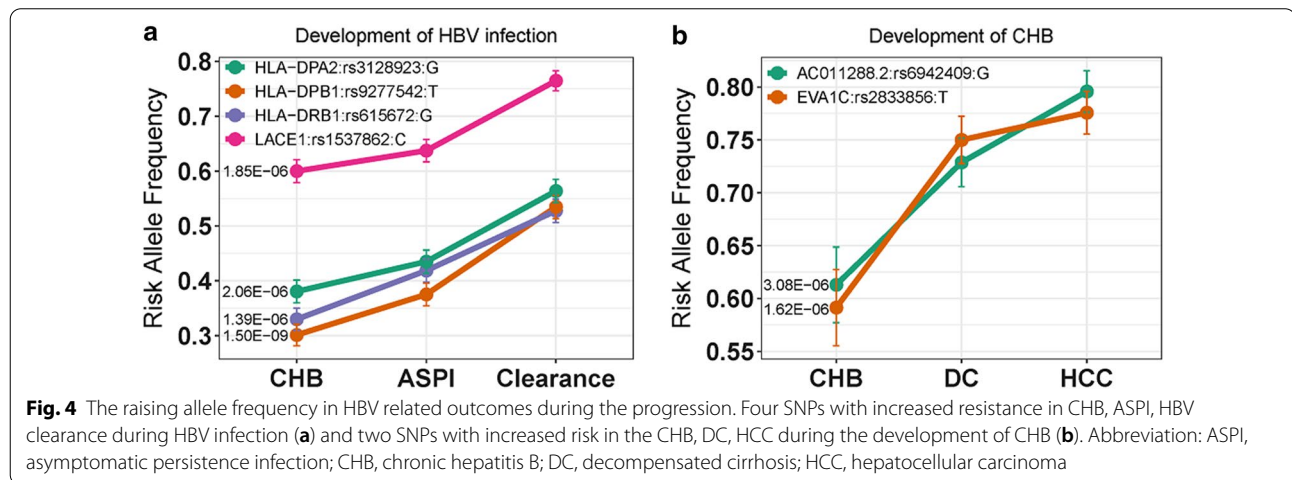 a
Development of HBV infection
Risk Allele Frequency
0.8
0.7
0.6
0.5
0.4
0.3
HLA−DPA2:rs3128923:G
HLA−DPB1:rs9277542:T
HLA−DRB1:rs615672:G
LACE1:rs1537862:C
1.85E−06
2.06E−06
1.39E−06
1.50E−09
CHB ASPI Clearance
b
Development of CHB
Risk Allele Frequency
0.80
0.75
0.70
0.65
0.60
0.55
AC011288.2:rs6942409:G
EVA1C:rs2833856:T
3.08E−06
1.62E−06
CHB DC HCC
Fig. 4 The raising allele frequency in HBV related outcomes during the progression. Four SNPs with increased resistance in CHB, ASPI, HBV
clearance during HBV infection (a) and two SNPs with increased risk in the CHB, DC, HCC during the development of CHB (b). Abbreviation: ASPI,
asymptomatic persistence infection; CHB, chronic hepatitis B; DC, decompensated cirrhosis; HCC, hepatocellular carcinoma